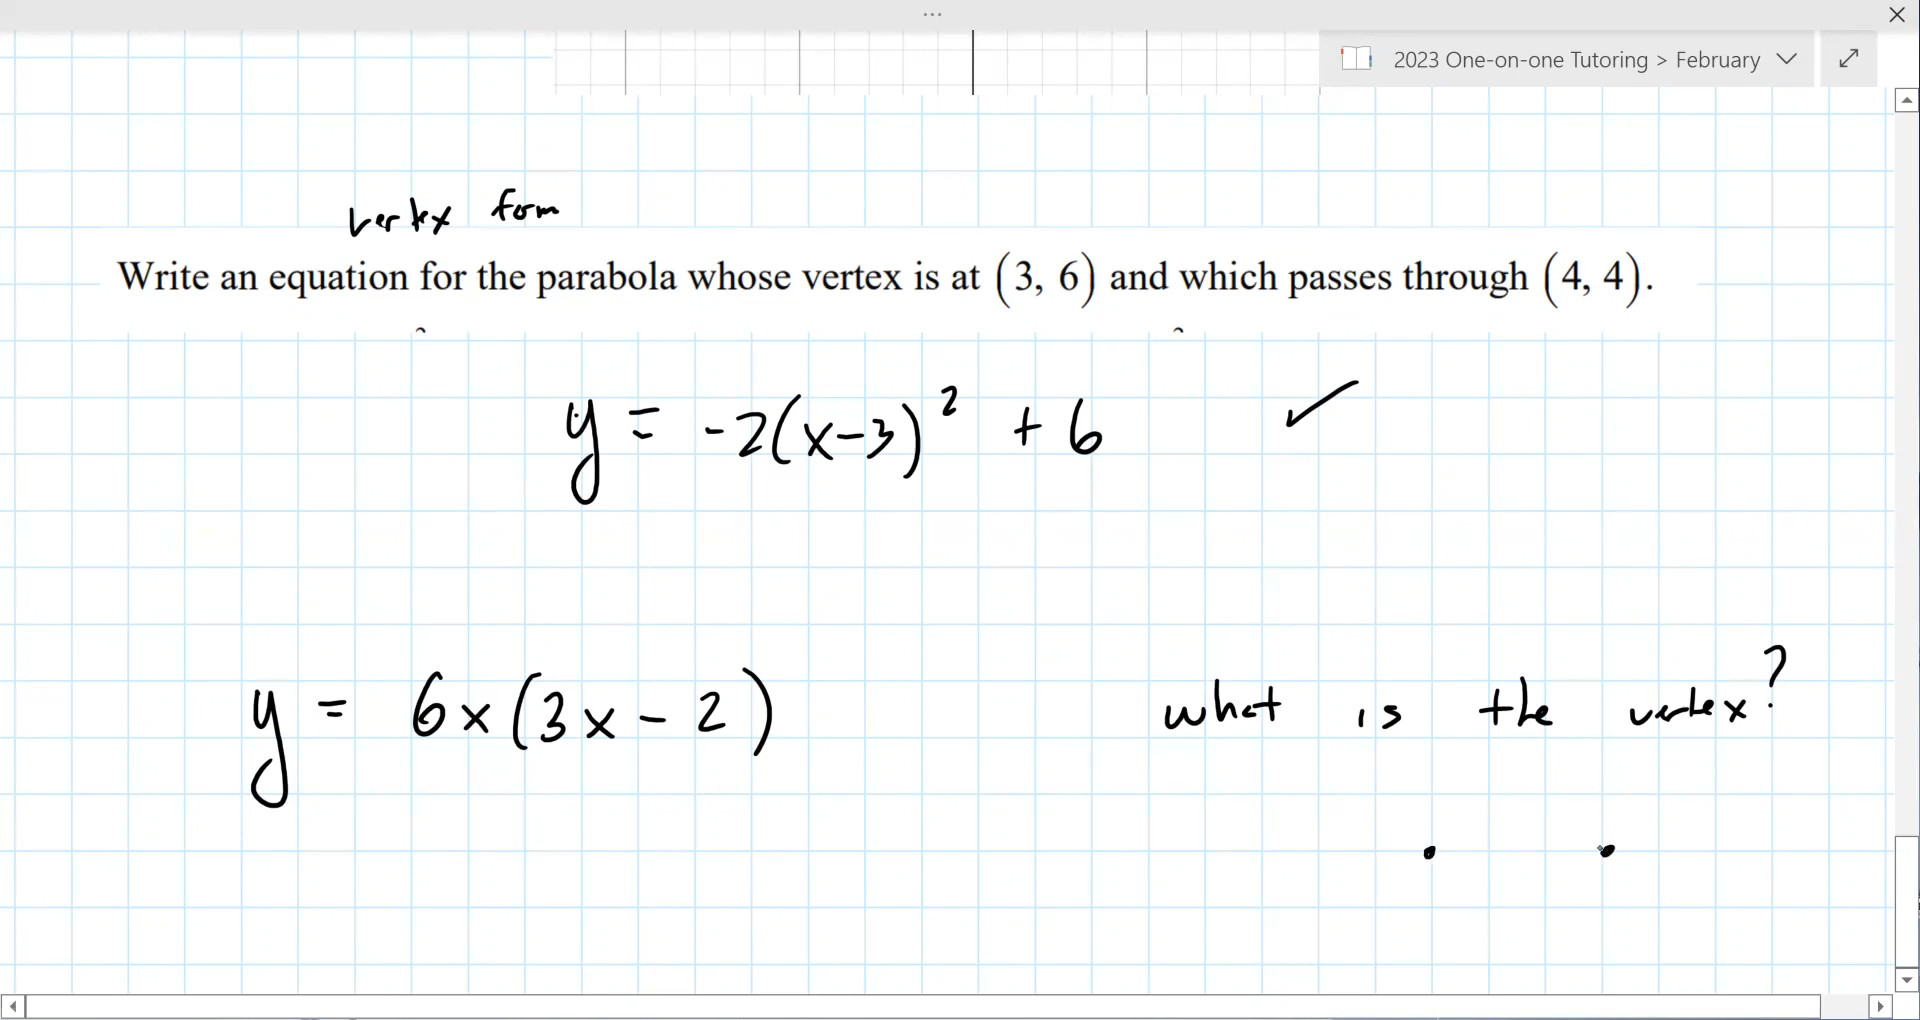 2023 One-on-one Tutoring > February
vertex form
Write an equation for the parabola whose vertex is at (3, 6) and which passes through (4, 4).
y = -2(x-3)² + 6 ✓
y = 6x(3x - 2) what is the vertex?